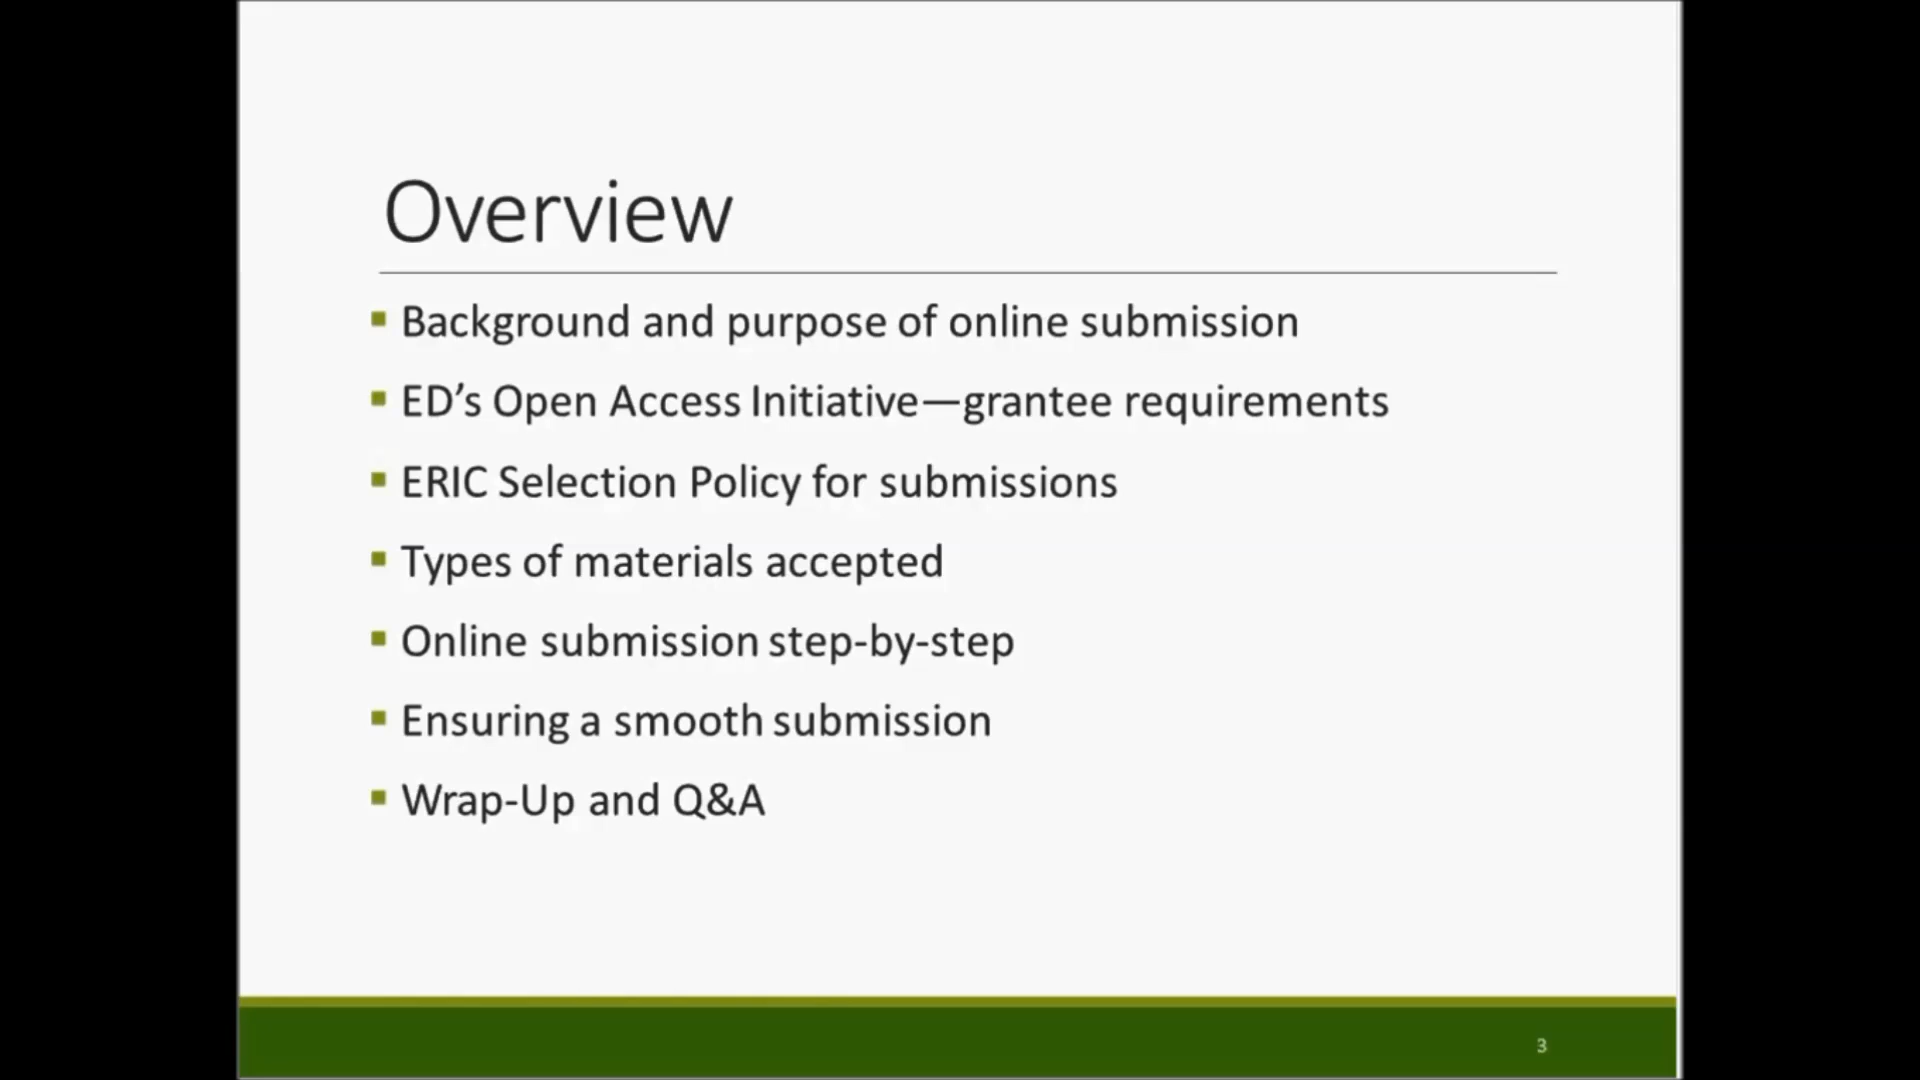 Overview
Background and purpose of online submission
ED’s Open Access Initiative—grantee requirements
ERIC Selection Policy for submissions
Types of materials accepted
Online submission step-by-step
Ensuring a smooth submission
Wrap-Up and Q&A
3